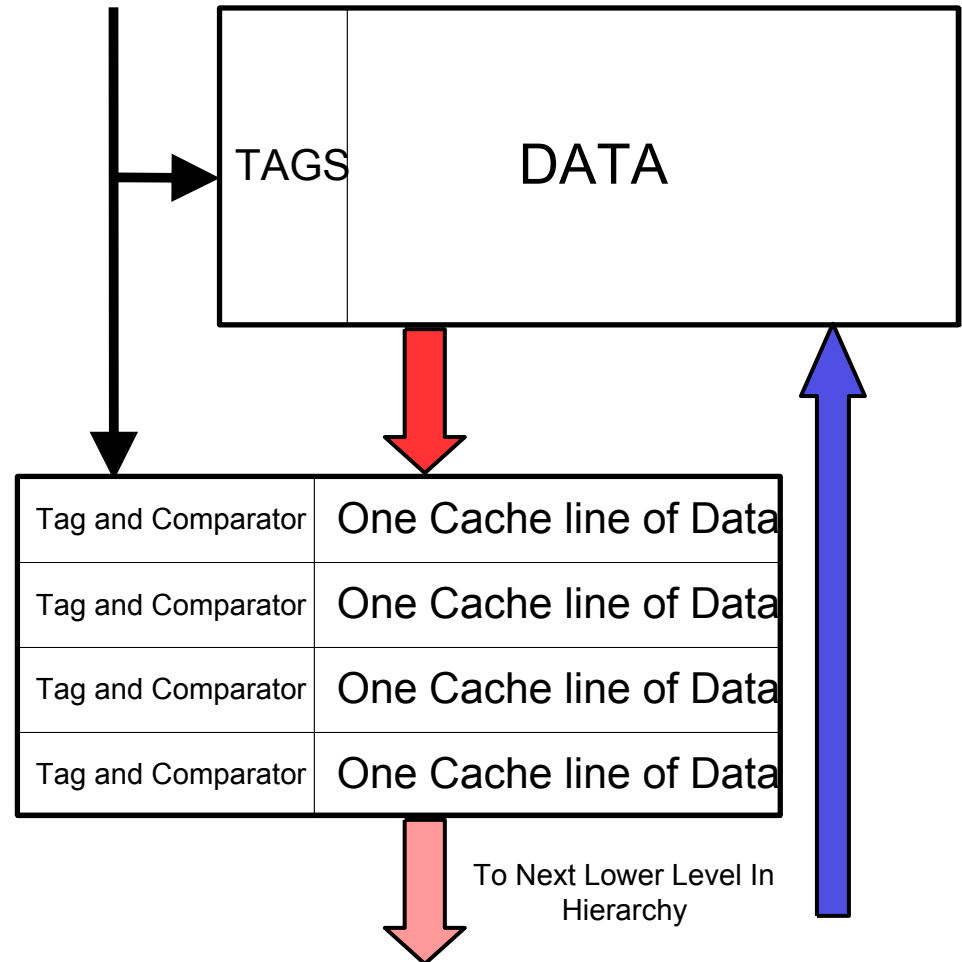 TAGS DATA
Tag and Comparator One Cache line of Data
Tag and Comparator One Cache line of Data
Tag and Comparator One Cache line of Data
Tag and Comparator One Cache line of Data
To Next Lower Level In
Hierarchy